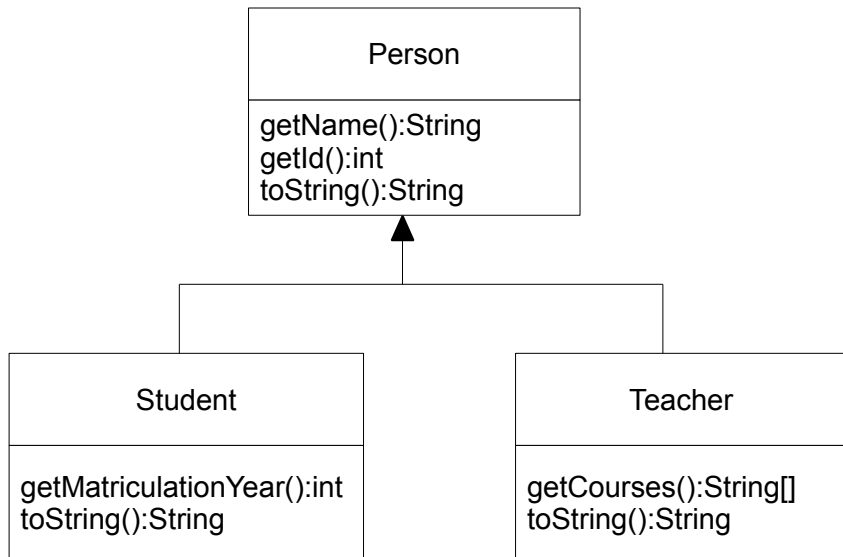 Person
getName():String
getId():int
toString():String
Student
getMatriculationYear():int
toString():String
Teacher
getCourses():String[]
toString():String